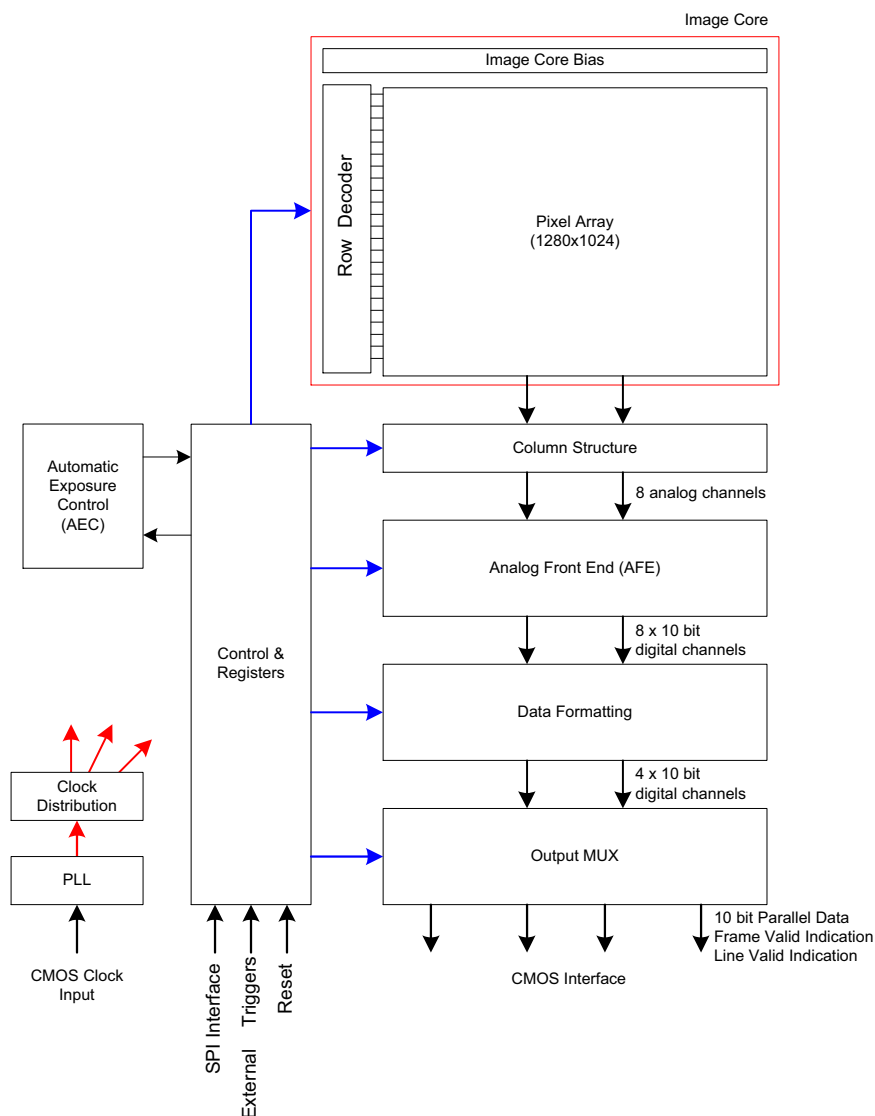 Image Core
Image Core Bias
Row Decoder
Pixel Array
(1280x1024)
Automatic
Exposure
Control
(AEC)
Column Structure
8 analog channels
Analog Front End (AFE)
8 x 10 bit
digital channels
Control &
Registers
Data Formatting
4 x 10 bit
digital channels
Clock
Distribution
Output MUX
PLL
10 bit Parallel Data
Frame Valid Indication
Line Valid Indication
CMOS Interface
CMOS Clock
Input
SPI Interface
External Triggers
Reset